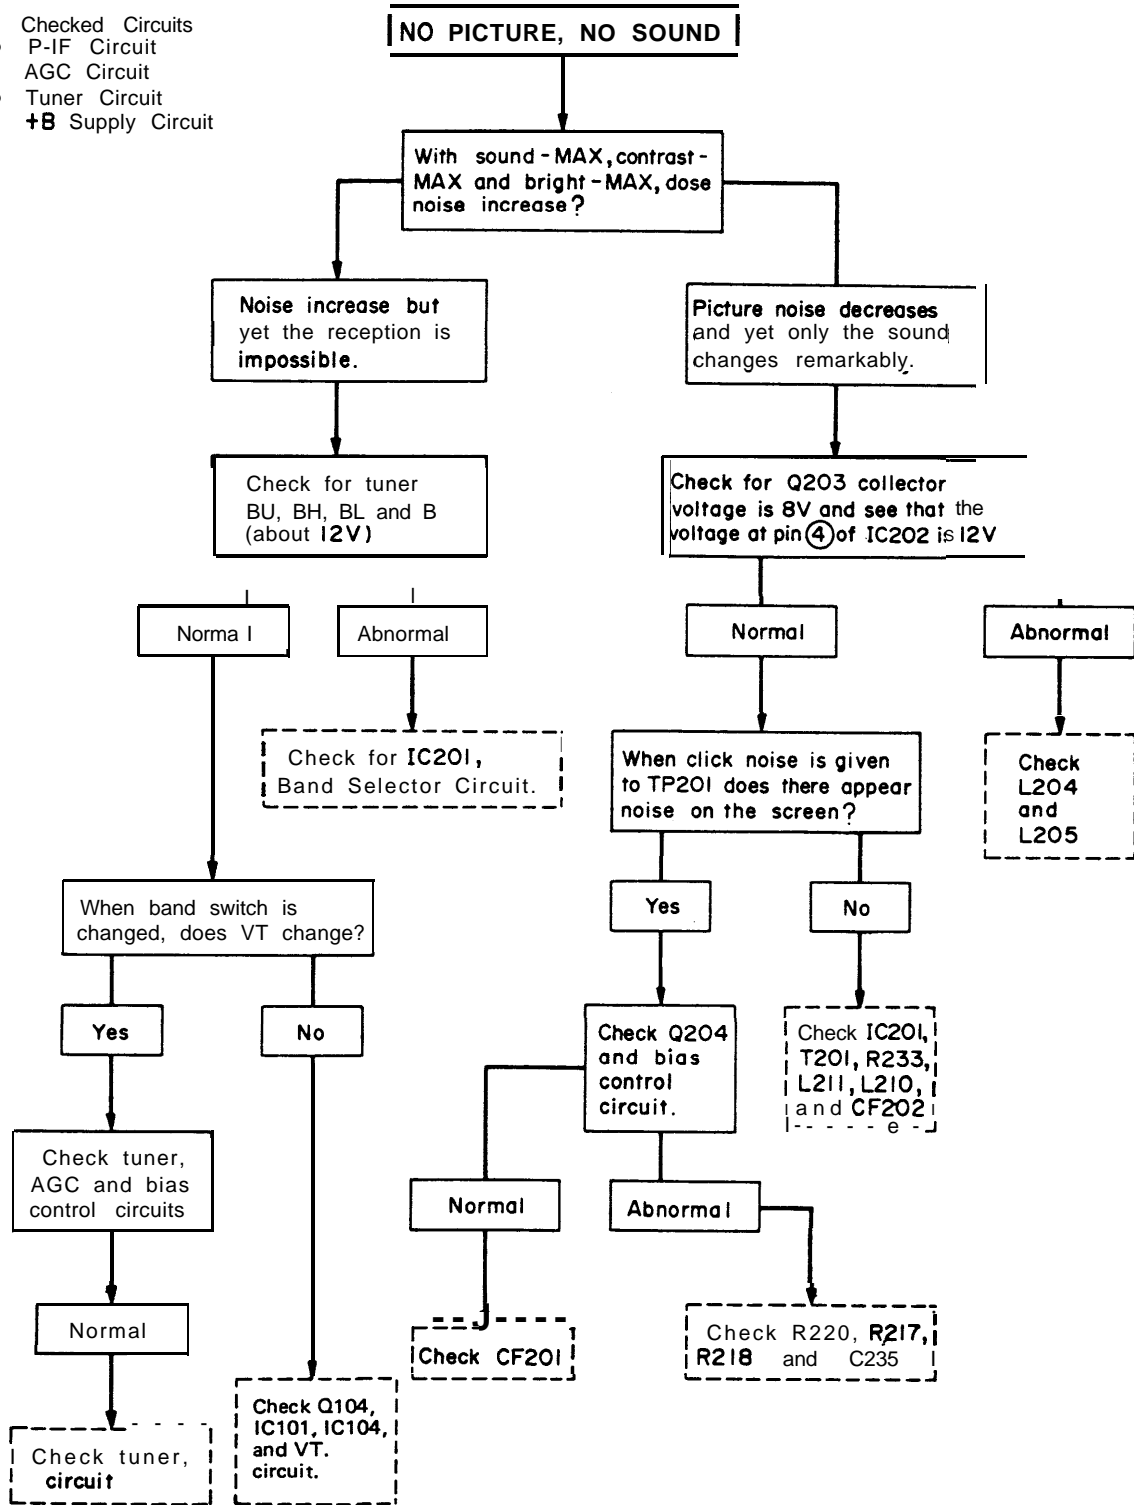 Checked Circuits
P-IF Circuit
AGC Circuit
Tuner Circuit
+B Supply Circuit
NO PICTURE, NO SOUND
With sound-MAX, contrast-
MAX and bright-MAX, dose
noise increase?
Noise increase but
yet the reception is
impossible.
Picture noise decreases
and yet only the sound
changes remarkably.
Check for tuner
BU, BH, BL and B
(about 12V)
Check for Q203 collector
voltage is 8V and see that the
voltage at pin ④ of IC202 is 12V
Normal
Abnormal
Normal
Abnormal
Check for IC201,
Band Selector Circuit.
When click noise is given
to TP201 does there appear
noise on the screen?
Check
L204
and
L205
When band switch is
changed, does VT change?
Yes
No
Yes
No
Check Q204
and bias
control
circuit.
Check IC201,
T201, R233,
L211, L210,
and CF202
Check tuner,
AGC and bias
control circuits
Normal
Abnormal
Normal
Check CF201
Check R220, R217,
R218 and C235
Check Q104,
IC101, IC104,
and VT.
circuit.
Check tuner,
circuit